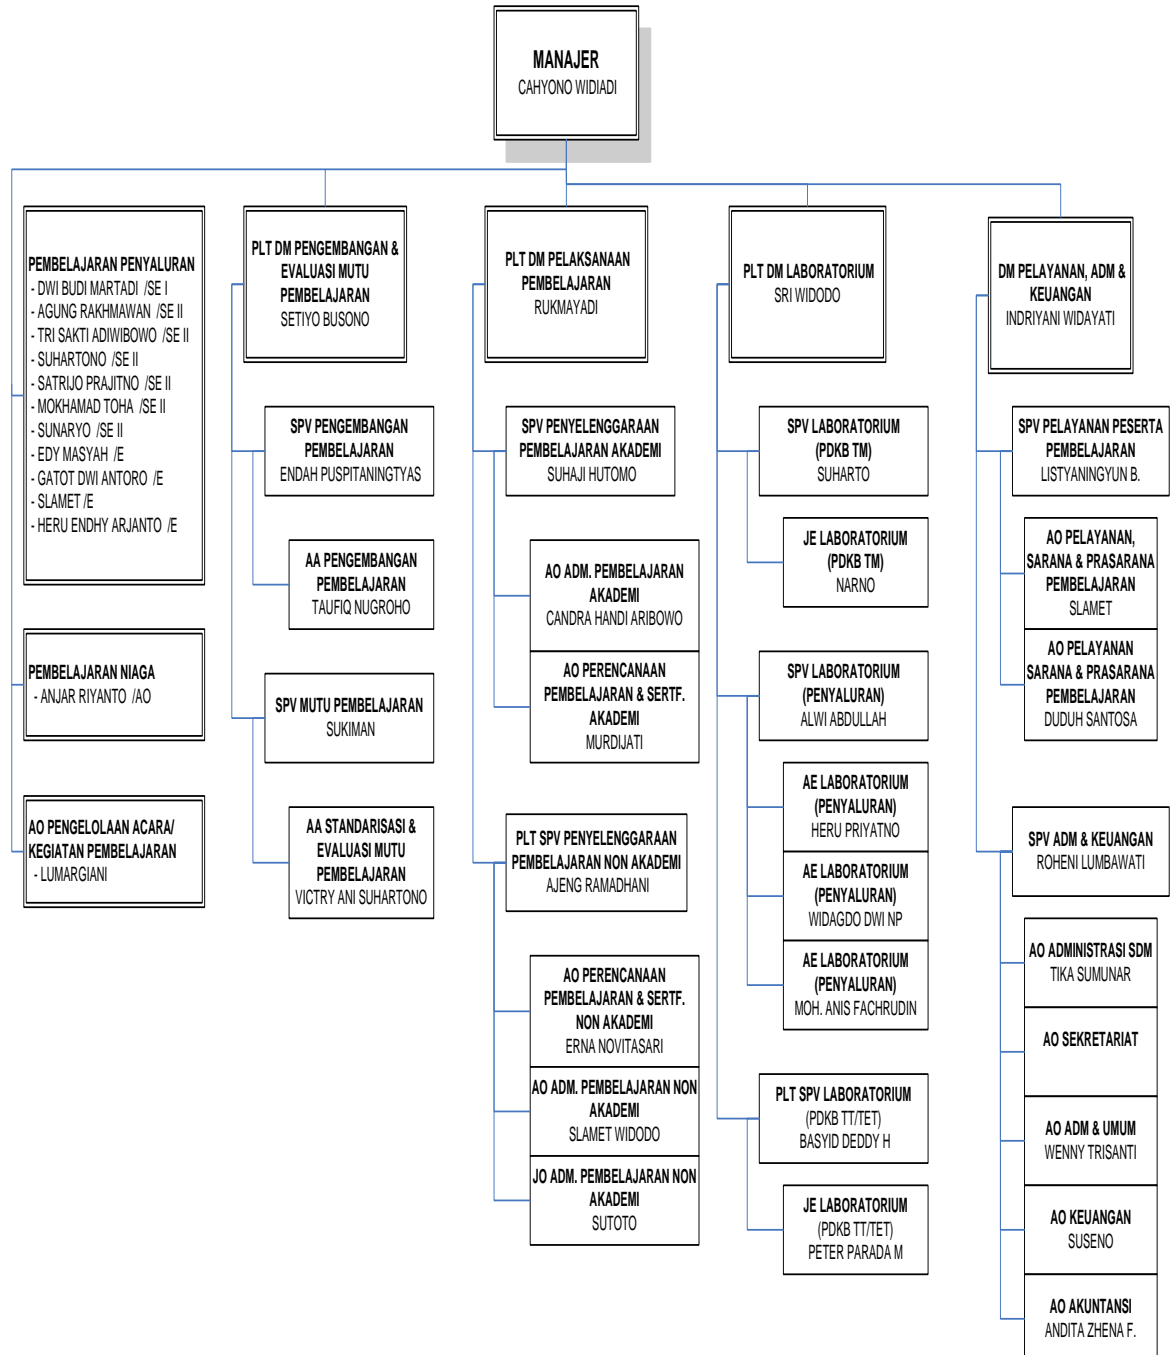 MANAJER
CAHYONO WIDIADI
PEMBELAJARAN PENYALURAN
- DWI BUDI MARTADI /SE I
- AGUNG RAKHMAWAN /SE II
- TRI SAKTI ADIWIBOWO /SE II
- SUHARTONO /SE II
- SATRIJO PRAJITNO /SE II
- MOKHAMAD TOHA /SE II
- SUNARYO /SE II
- EDY MASYAH /E
- GATOT DWI ANTORO /E
- SLAMET /E
- HERU ENDHY ARJANTO /E
PEMBELAJARAN NIAGA
- ANJAR RIYANTO /AO
AO PENGELOLAAN ACARA/
KEGIATAN PEMBELAJARAN
- LUMARGIANI
PLT DM PENGEMBANGAN &
EVALUASI MUTU
PEMBELAJARAN
SETIYO BUSONO
SPV PENGEMBANGAN
PEMBELAJARAN
ENDAH PUSPITANINGTYAS
AA PENGEMBANGAN
PEMBELAJARAN
TAUFIQ NUGROHO
SPV MUTU PEMBELAJARAN
SUKIMAN
AA STANDARISASI &
EVALUASI MUTU
PEMBELAJARAN
VICTRY ANI SUHARTONO
PLT DM PELAKSANAAN
PEMBELAJARAN
RUKMAYADI
SPV PENYELENGGARAAN
PEMBELAJARAN AKADEMI
SUHAJI HUTOMO
AO ADM. PEMBELAJARAN
AKADEMI
CANDRA HANDI ARIBOWO
AO PERENCANAAN
PEMBELAJARAN & SERTF.
AKADEMI
MURDIJATI
PLT SPV PENYELENGGARAAN
PEMBELAJARAN NON AKADEMI
AJENG RAMADHANI
AO PERENCANAAN
PEMBELAJARAN & SERTF.
NON AKADEMI
ERNA NOVITASARI
AO ADM. PEMBELAJARAN NON
AKADEMI
SLAMET WIDODO
JO ADM. PEMBELAJARAN NON
AKADEMI
SUTOTO
PLT DM LABORATORIUM
SRI WIDODO
SPV LABORATORIUM
(PDKB TM)
SUHARTO
JE LABORATORIUM
(PDKB TM)
NARNO
SPV LABORATORIUM
(PENYALURAN)
ALWI ABDULLAH
AE LABORATORIUM
(PENYALURAN)
HERU PRIYATNO
AE LABORATORIUM
(PENYALURAN)
WIDAGDO DWI NP
AE LABORATORIUM
(PENYALURAN)
MOH. ANIS FACHRUDIN
PLT SPV LABORATORIUM
(PDKB TT/TET)
BASYID DEDDY H
JE LABORATORIUM
(PDKB TT/TET)
PETER PARADA M
DM PELAYANAN, ADM &
KEUANGAN
INDRIYANI WIDAYATI
SPV PELAYANAN PESERTA
PEMBELAJARAN
LISTYANINGYUN B.
AO PELAYANAN,
SARANA & PRASARANA
PEMBELAJARAN
SLAMET
AO PELAYANAN
SARANA & PRASARANA
PEMBELAJARAN
DUDUH SANTOSA
SPV ADM & KEUANGAN
ROHENI LUMBAWATI
AO ADMINISTRASI SDM
TIKA SUMUNAR
AO SEKRETARIAT
AO ADM & UMUM
WENNY TRISANTI
AO KEUANGAN
SUSENO
AO AKUNTANSI
ANDITA ZHENA F.